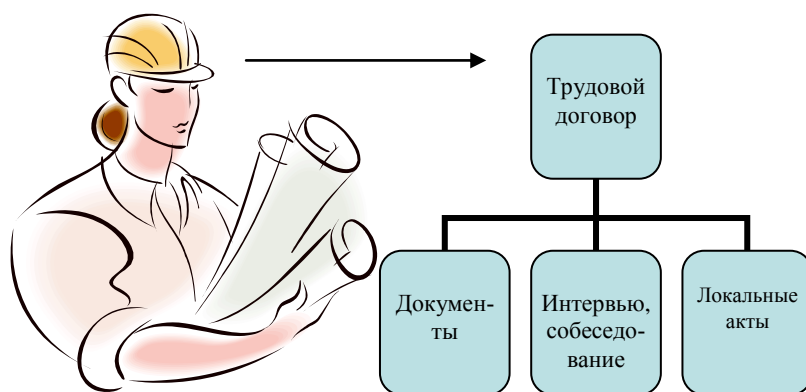 Трудовой
договор
Докумен-
ты
Интервью,
собеседо-
вание
Локальные
акты